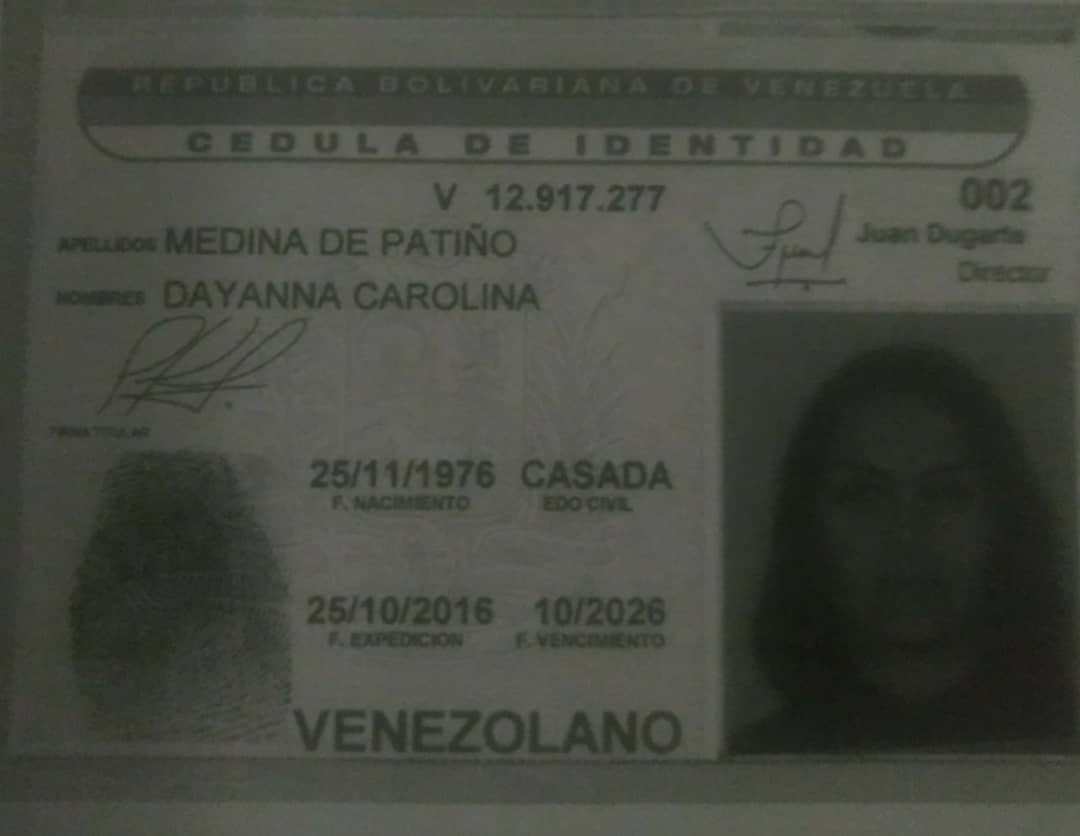 REPUBLICA BOLIVARIANA DE VENEZUELA
CEDULA DE IDENTIDAD
V 12.917.277
002
APELLIDOS MEDINA DE PATIÑO
Juan Dugarte
Director
NOMBRES DAYANNA CAROLINA
FIRMA TITULAR
25/11/1976 CASADA
F. NACIMIENTO EDO CIVIL
25/10/2016 10/2026
F. EXPEDICION F. VENCIMIENTO
VENEZOLANO